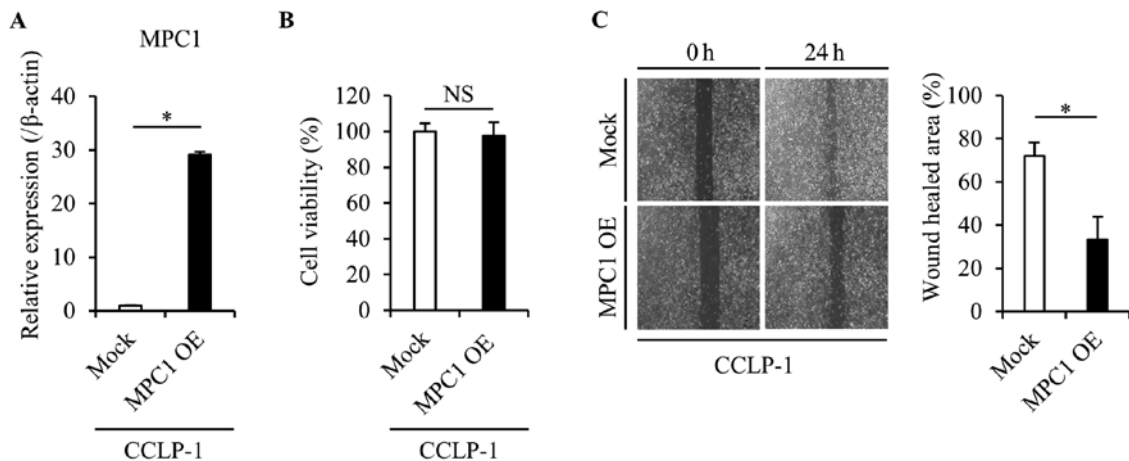 A
MPC1
Relative expression (/β-actin)
40
30
20
10
0
*
Mock
MPC1 OE
CCLP-1
B
Cell viability (%)
120
100
80
60
40
20
0
NS
Mock
MPC1 OE
CCLP-1
C
0 h
24 h
Mock
MPC1 OE
CCLP-1
Wound healed area (%)
100
80
60
40
20
0
*
Mock
MPC1 OE